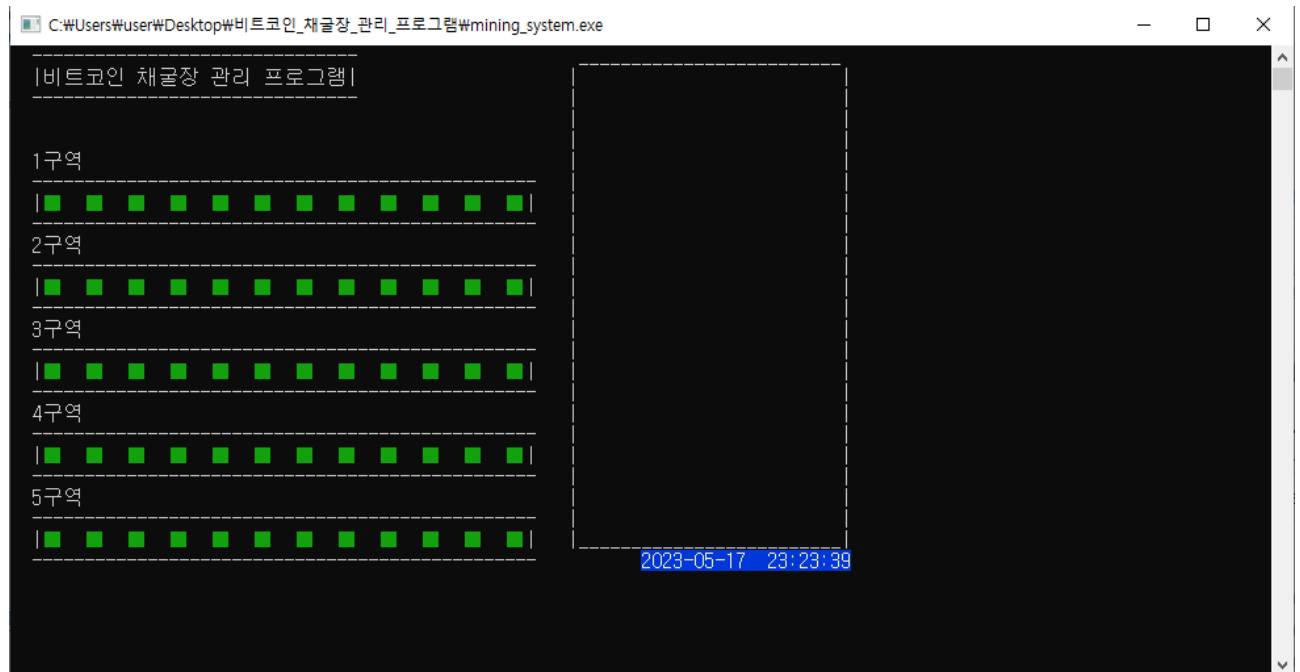 C:₩Users₩user₩Desktop₩비트코인_채굴장_관리_프로그램₩mining_system.exe
|비트코인 채굴장 관리 프로그램|
1구역
2구역
3구역
4구역
5구역
2023-05-17 23:23:39